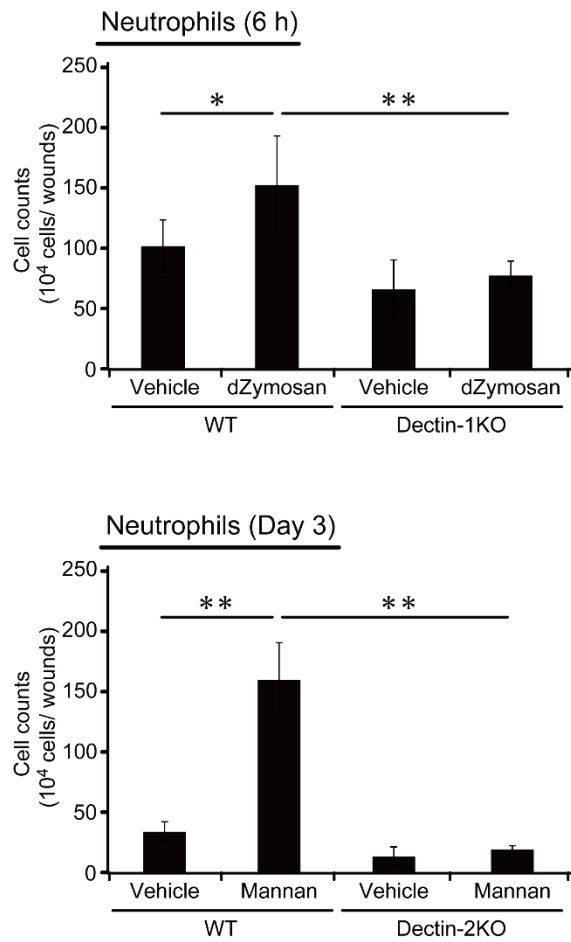 Neutrophils (6 h)
Cell counts
(10⁴ cells/ wounds)
250
200
150
100
50
0
*
**
Vehicle dZymosan Vehicle dZymosan
WT Dectin-1KO
Neutrophils (Day 3)
Cell counts
(10⁴ cells/ wounds)
250
200
150
100
50
0
**
**
Vehicle Mannan Vehicle Mannan
WT Dectin-2KO